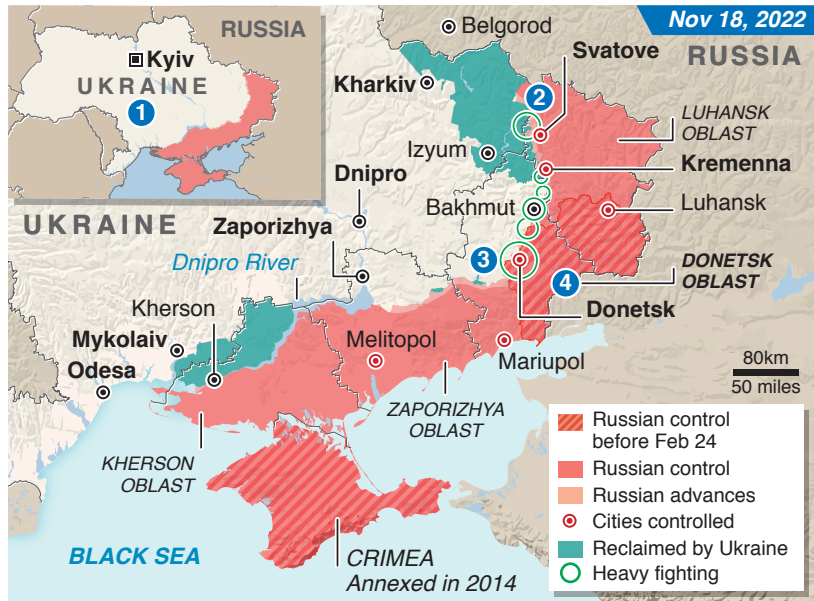 Nov 18, 2022
RUSSIA
Kyiv
UKRAINE
1
Belgorod
RUSSIA
Svatove
Kharkiv
2
LUHANSK
OBLAST
Izyum
Kremenna
Dnipro
Bakhmut
Luhansk
UKRAINE
Zaporizhya
Dnipro River
3
4
DONETSK
OBLAST
Kherson
Donetsk
Mykolaiv
Melitopol
Mariupol
Odesa
80km
50 miles
ZAPORIZHYA
OBLAST
KHERSON
OBLAST
BLACK SEA
CRIMEA
Annexed in 2014
Russian control
before Feb 24
Russian control
Russian advances
Cities controlled
Reclaimed by Ukraine
Heavy fighting